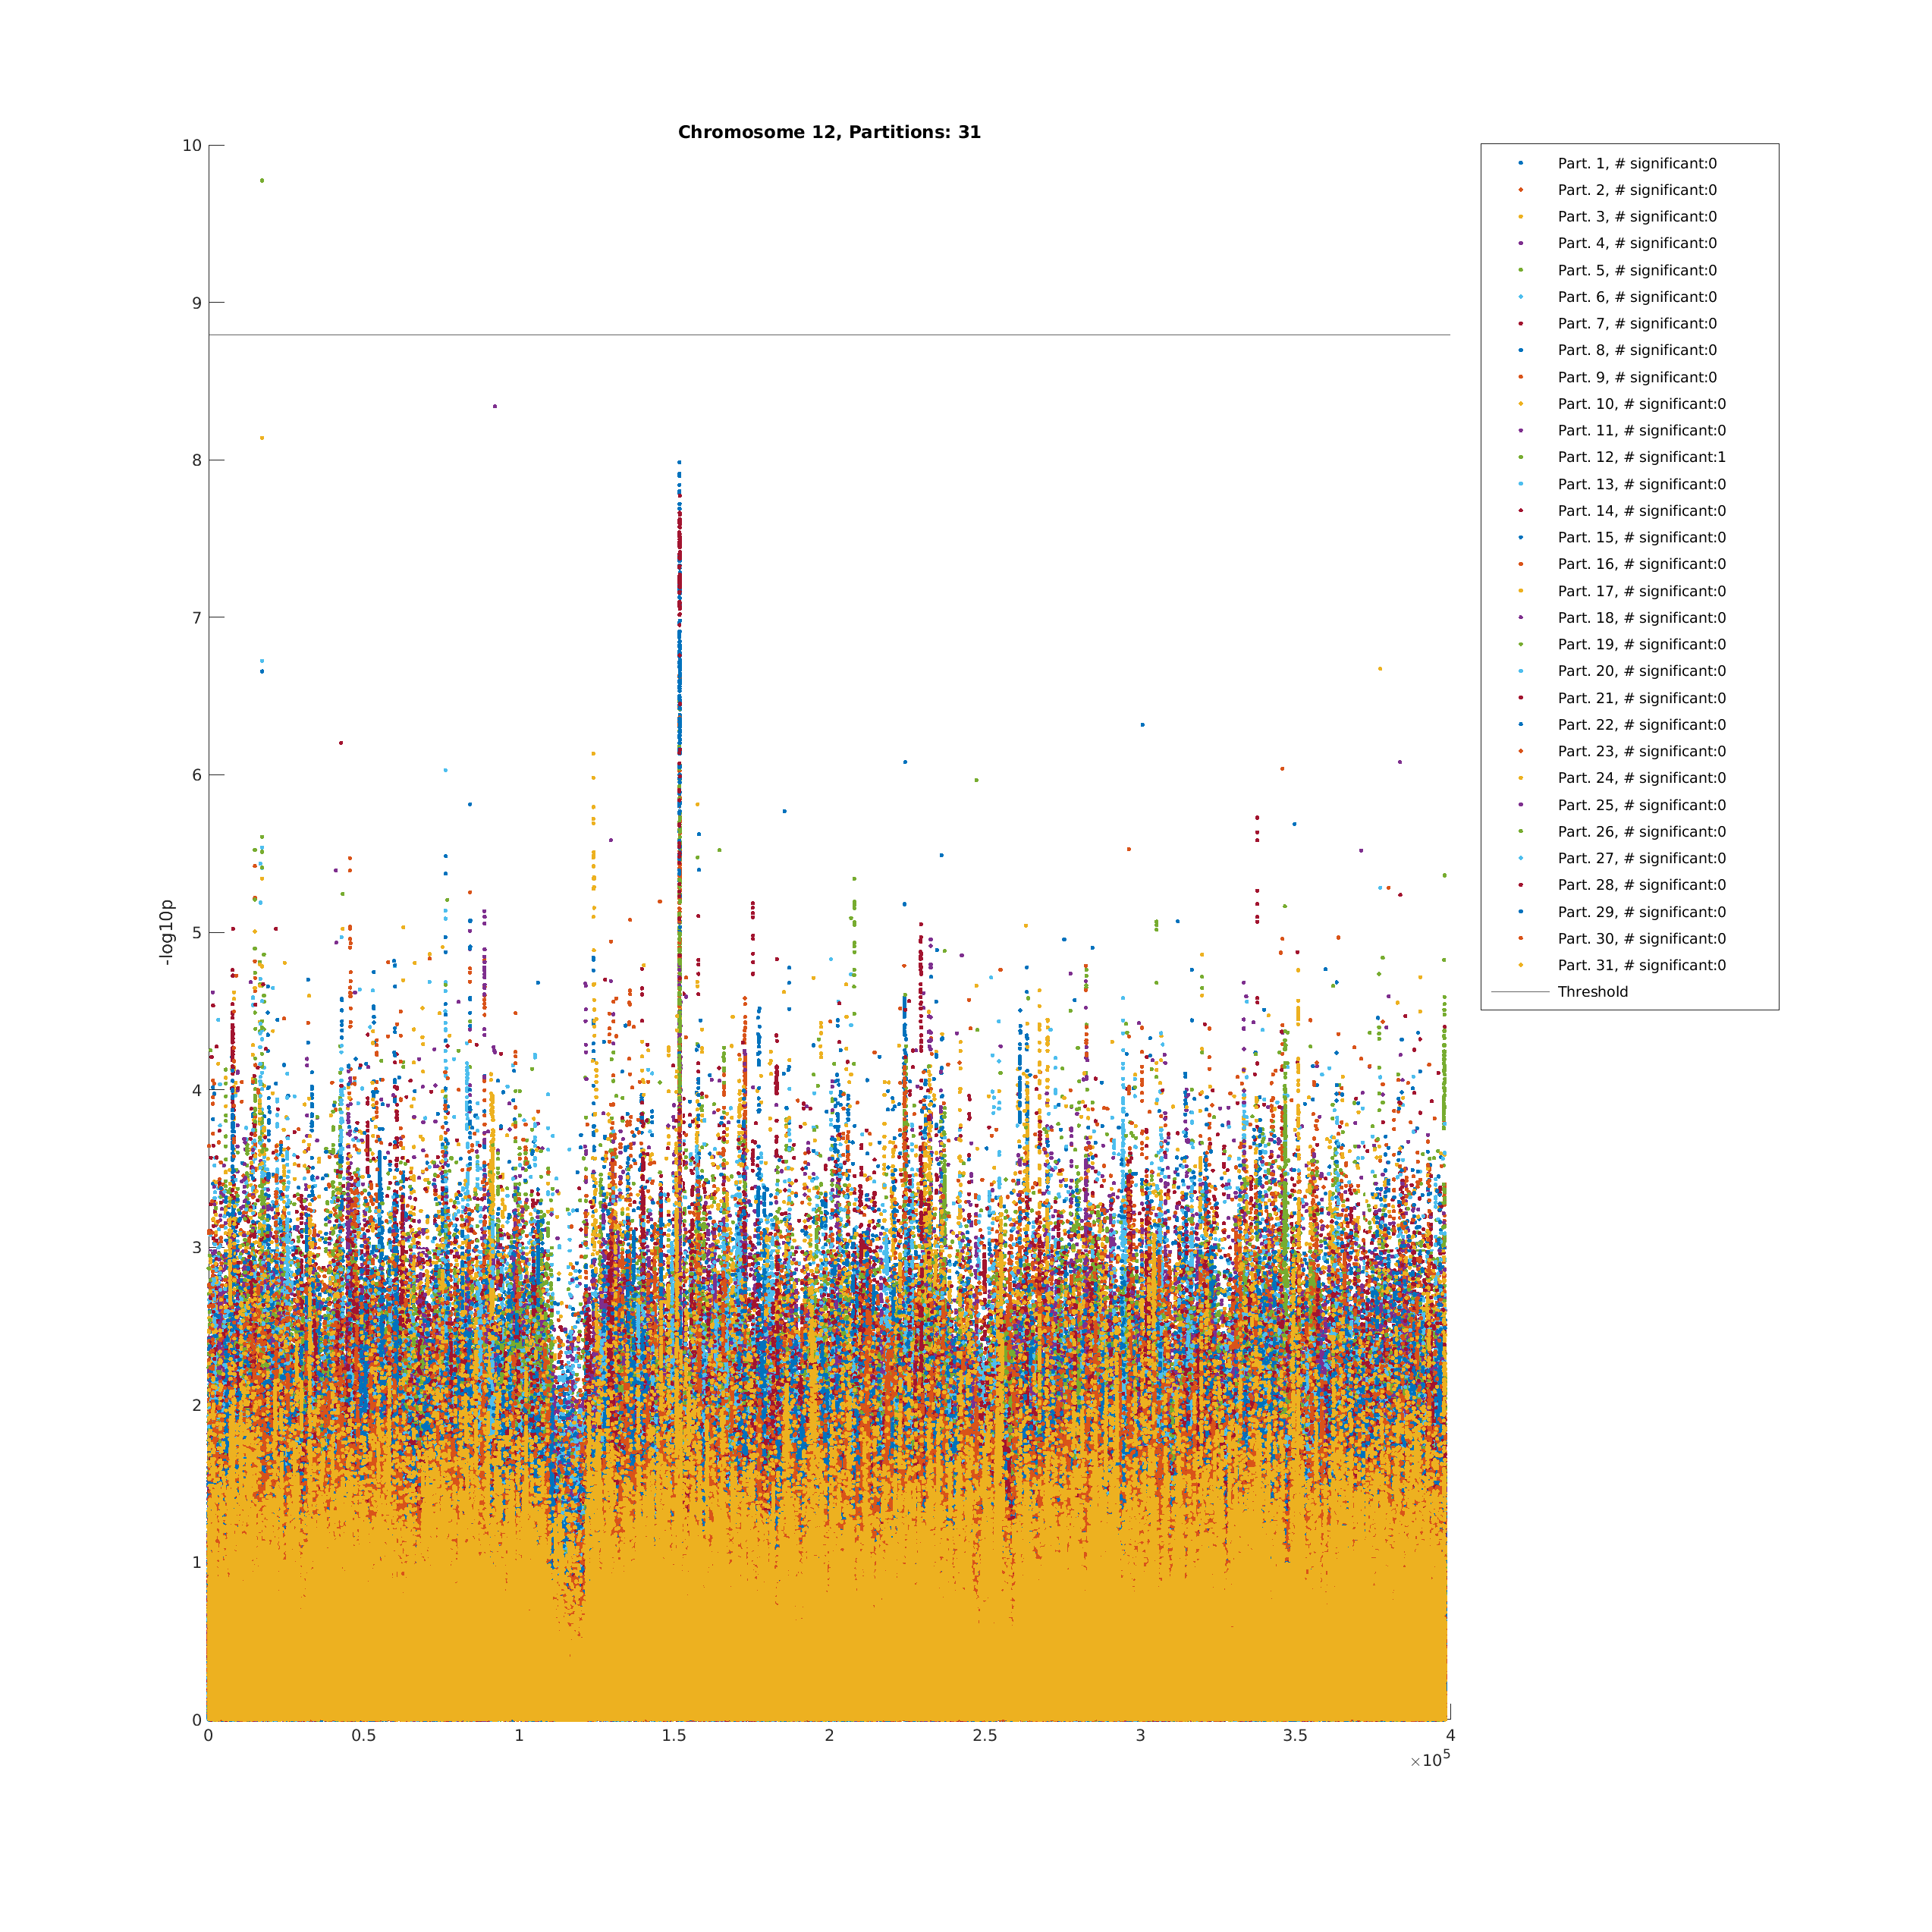 Chromosome 12, Partitions: 31
10
9
8
7
6
5
4
3
2
1
0
-log10p
0 0.5 1 1.5 2 2.5 3 3.5 4
×10^5
Part. 1, # significant:0
Part. 2, # significant:0
Part. 3, # significant:0
Part. 4, # significant:0
Part. 5, # significant:0
Part. 6, # significant:0
Part. 7, # significant:0
Part. 8, # significant:0
Part. 9, # significant:0
Part. 10, # significant:0
Part. 11, # significant:0
Part. 12, # significant:1
Part. 13, # significant:0
Part. 14, # significant:0
Part. 15, # significant:0
Part. 16, # significant:0
Part. 17, # significant:0
Part. 18, # significant:0
Part. 19, # significant:0
Part. 20, # significant:0
Part. 21, # significant:0
Part. 22, # significant:0
Part. 23, # significant:0
Part. 24, # significant:0
Part. 25, # significant:0
Part. 26, # significant:0
Part. 27, # significant:0
Part. 28, # significant:0
Part. 29, # significant:0
Part. 30, # significant:0
Part. 31, # significant:0
Threshold